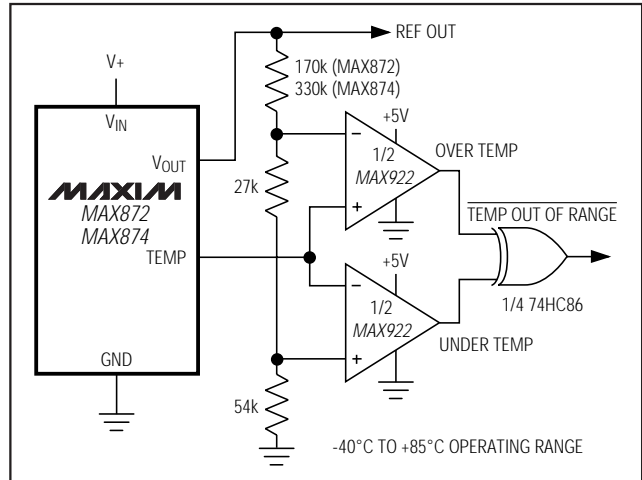 REF OUT
V+
170k (MAX872)
330k (MAX874)
+5V
VIN
1/2
MAX922
OVER TEMP
VOUT
27k
TEMP OUT OF RANGE
MAXIM
MAX872
MAX874
TEMP
+5V
1/2
MAX922
1/4 74HC86
UNDER TEMP
GND
54k
-40°C TO +85°C OPERATING RANGE